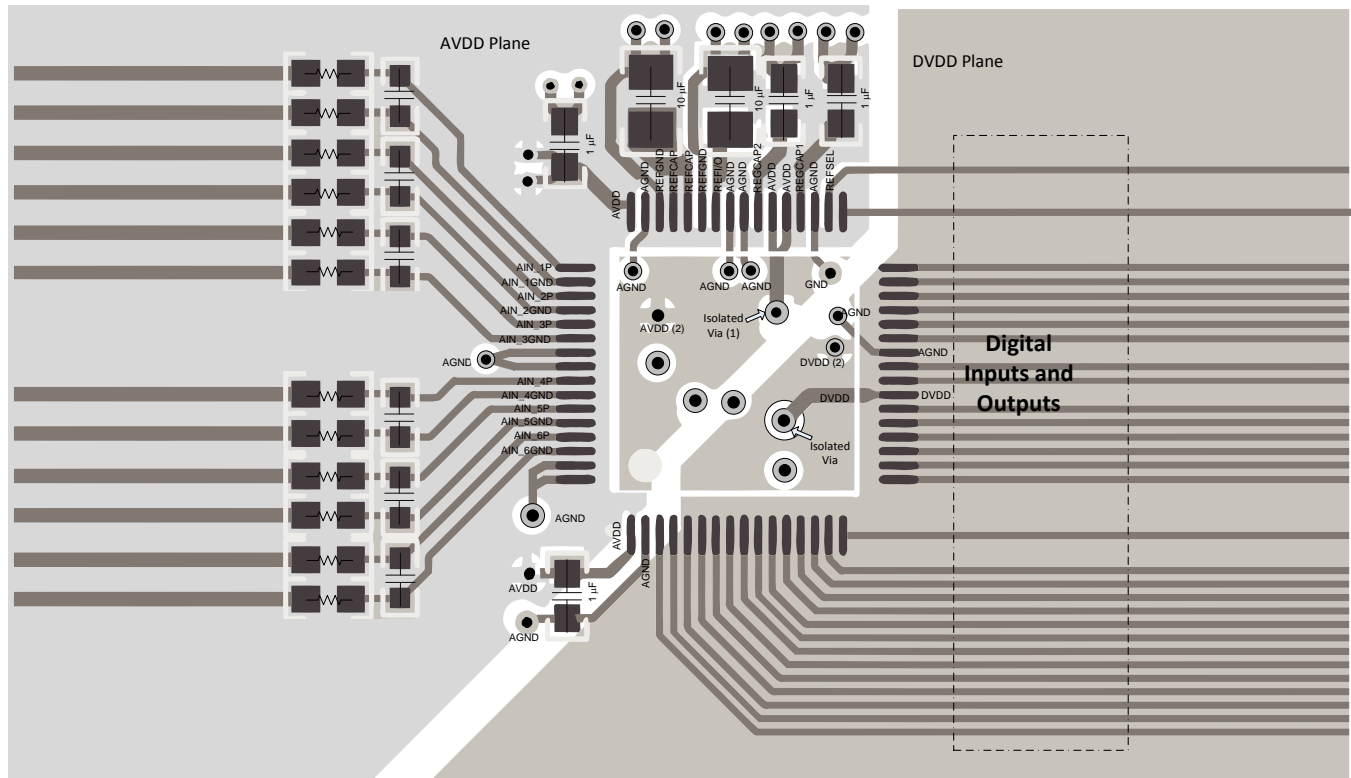 AVDD Plane
DVDD Plane
1 µF
10 µF
10 µF
1 µF
1 µF
AVDD
AGND
REFGND
REFCAP
REFCAP
REFGND
REFI/O
AGND
AGND
REGCAP2
AVDD
AVDD
REGCAP1
AGND
REFSEL
AIN_1P
AIN_1GND
AIN_2P
AIN_2GND
AIN_3P
AIN_3GND
AGND
AIN_4P
AIN_4GND
AIN_5P
AIN_5GND
AIN_6P
AIN_6GND
AGND
AGND
AGND
AGND
GND
AVDD (2)
Isolated
Via (1)
AGND
DVDD (2)
AGND
DVDD
DVDD
Isolated
Via
Digital
Inputs and
Outputs
AVDD
AGND
AVDD
AGND
1 µF